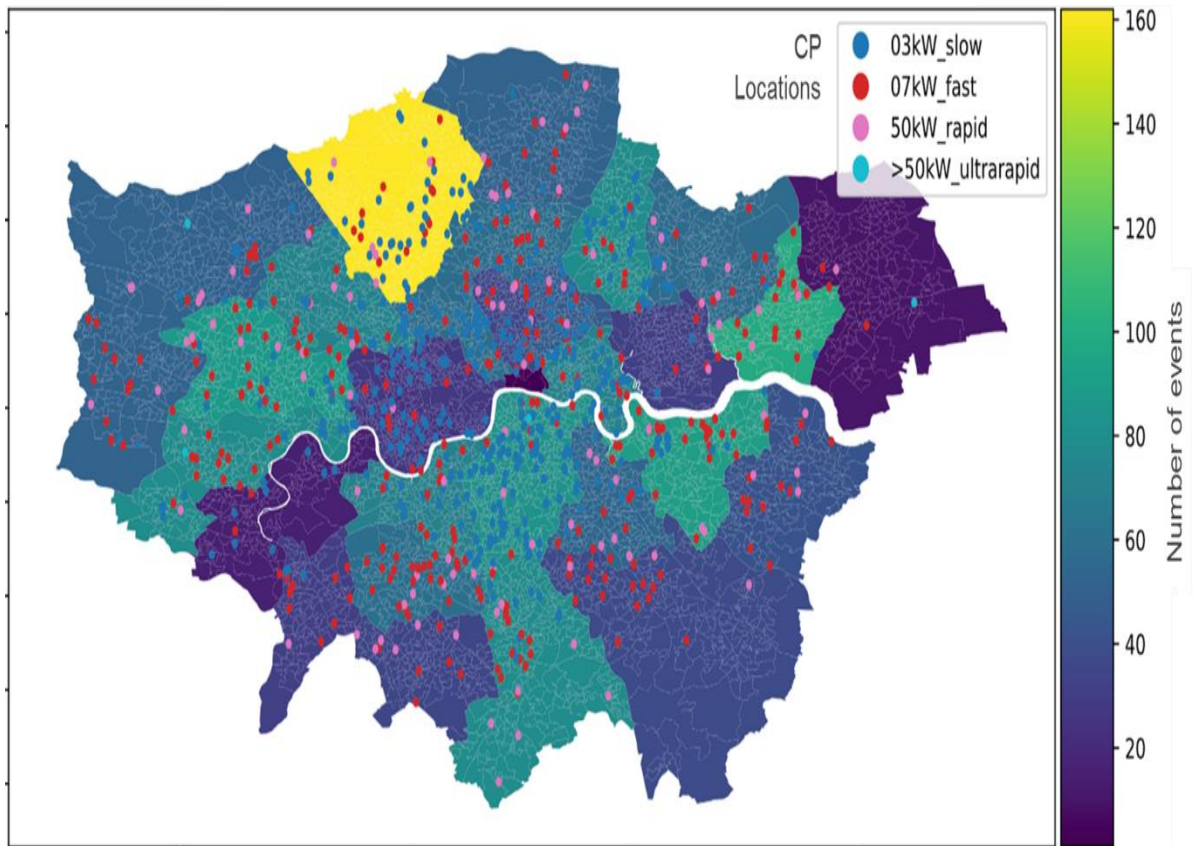 CP
Locations
03kW_slow
07kW_fast
50kW_rapid
>50kW_ultrarapid
160
140
120
100
80
60
40
20
Number of events